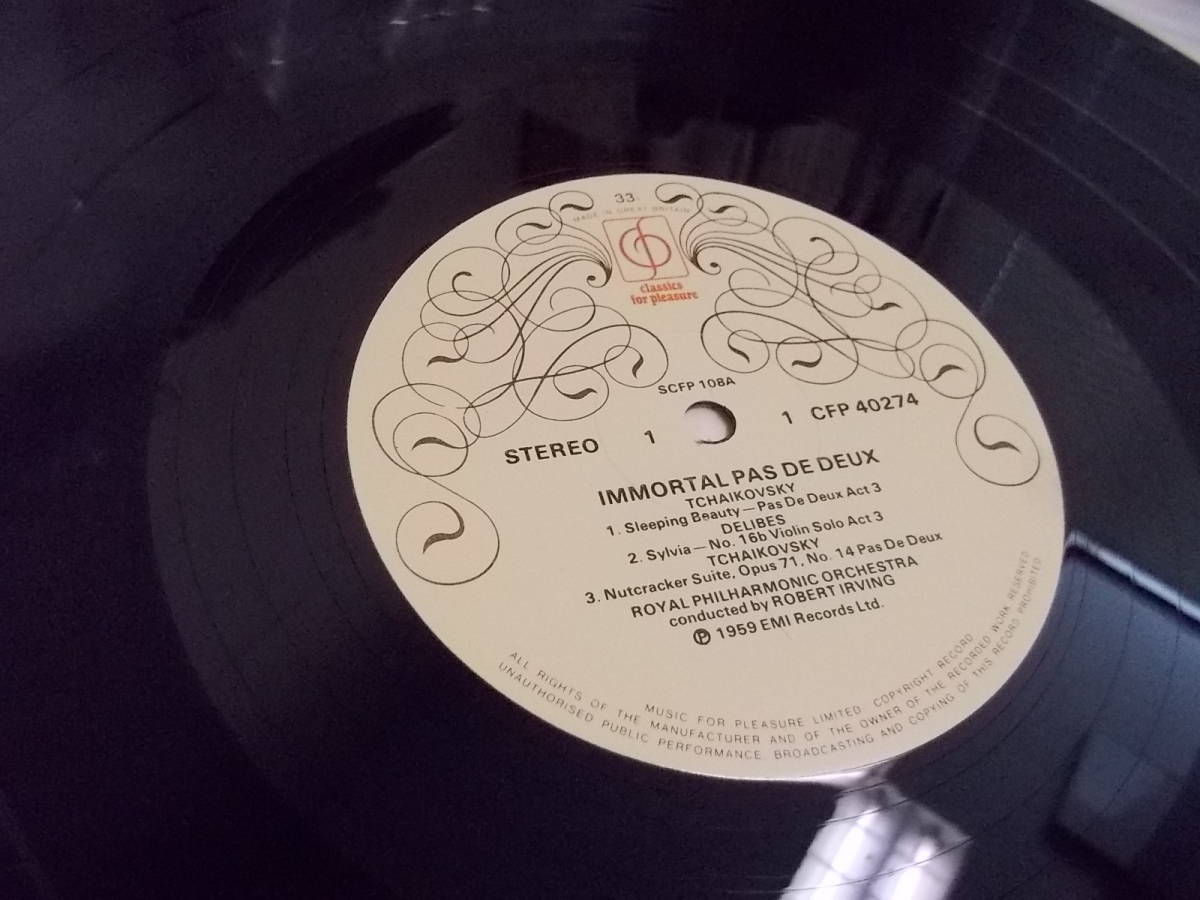 33
MADE IN GREAT BRITAIN
classics
for pleasure
SCFP 108A
STEREO 1 1 CFP 40274
IMMORTAL PAS DE DEUX
TCHAIKOVSKY
1. Sleeping Beauty — Pas De Deux Act 3
DELIBES
2. Sylvia — No. 16b Violin Solo Act 3
TCHAIKOVSKY
3. Nutcracker Suite, Opus 71, No. 14 Pas De Deux
ROYAL PHILHARMONIC ORCHESTRA
conducted by ROBERT IRVING
℗ 1959 EMI Records Ltd.
MUSIC FOR PLEASURE LIMITED COPYRIGHT RECORD
ALL RIGHTS OF THE MANUFACTURER AND OF THE OWNER OF THE RECORDED WORK RESERVED
UNAUTHORISED PUBLIC PERFORMANCE, BROADCASTING AND COPYING OF THIS RECORD PROHIBITED